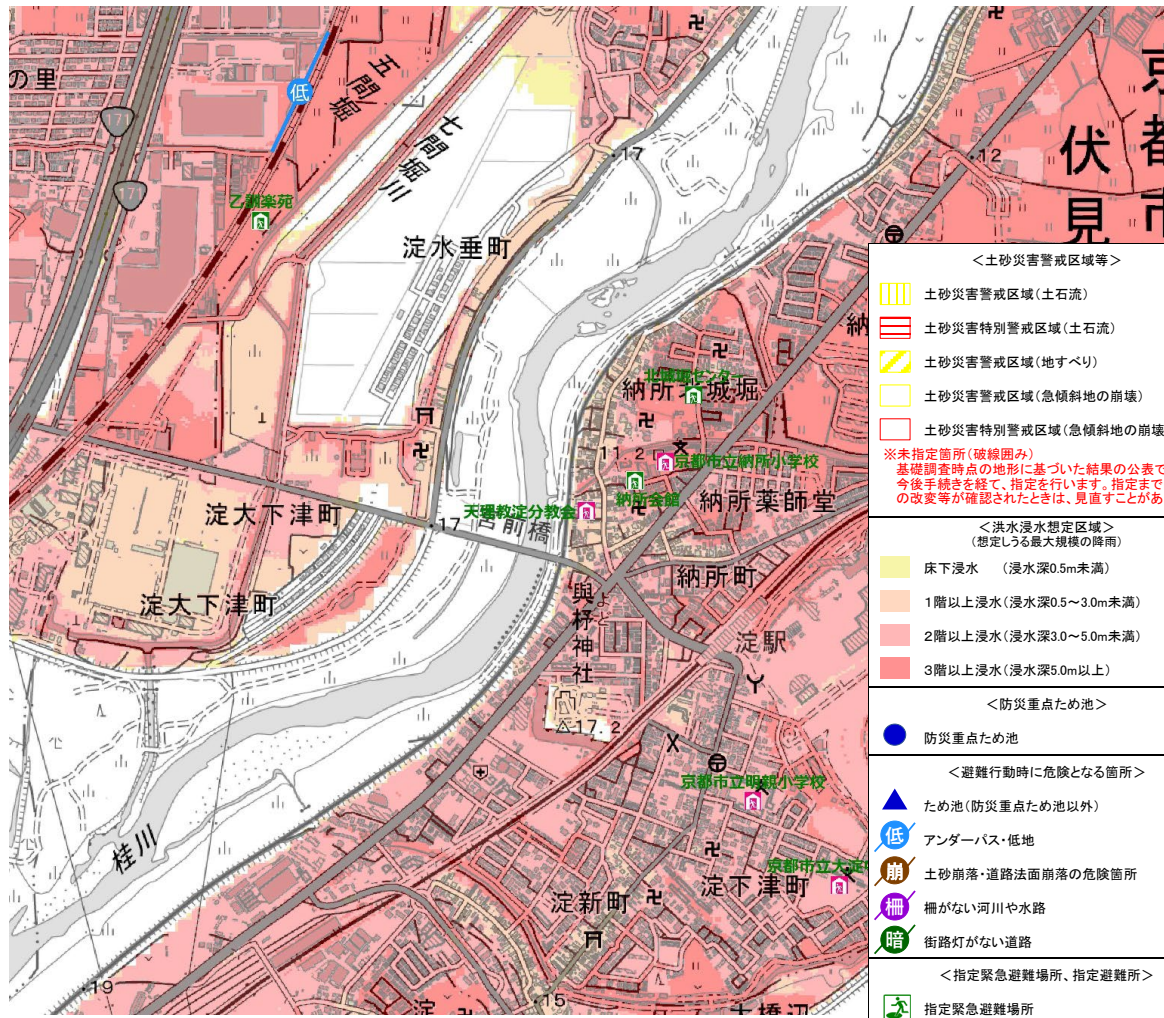 の里
171
171
低
五間堀
七間堀川
乙訓楽苑
淀水垂町
17
12
京都市
伏見
納所北城堀
11.2
京都市立納所小学校
納所会館
納所薬師堂
天理教淀分教会
宮前橋
17
淀大下津町
淀大下津町
納所町
與杼神社
よど
淀駅
17.2
京都市立明親小学校
京都市立大淀
淀下津町
淀新町
桂川
19
15
淀
大橋辺
<土砂災害警戒区域等>
土砂災害警戒区域(土石流)
土砂災害特別警戒区域(土石流)
土砂災害警戒区域(地すべり)
土砂災害警戒区域(急傾斜地の崩壊)
土砂災害特別警戒区域(急傾斜地の崩壊
※未指定箇所(破線囲み)
基礎調査時点の地形に基づいた結果の公表で
今後手続きを経て、指定を行います。指定まで
の改変等が確認されたときは、見直すことがあ
<洪水浸水想定区域>
(想定しうる最大規模の降雨)
床下浸水 (浸水深0.5m未満)
1階以上浸水(浸水深0.5～3.0m未満)
2階以上浸水(浸水深3.0～5.0m未満)
3階以上浸水(浸水深5.0m以上)
<防災重点ため池>
防災重点ため池
<避難行動時に危険となる箇所>
ため池(防災重点ため池以外)
低 アンダーパス・低地
崩 土砂崩落・道路法面崩落の危険箇所
柵 柵がない河川や水路
暗 街路灯がない道路
<指定緊急避難場所、指定避難所>
指定緊急避難場所